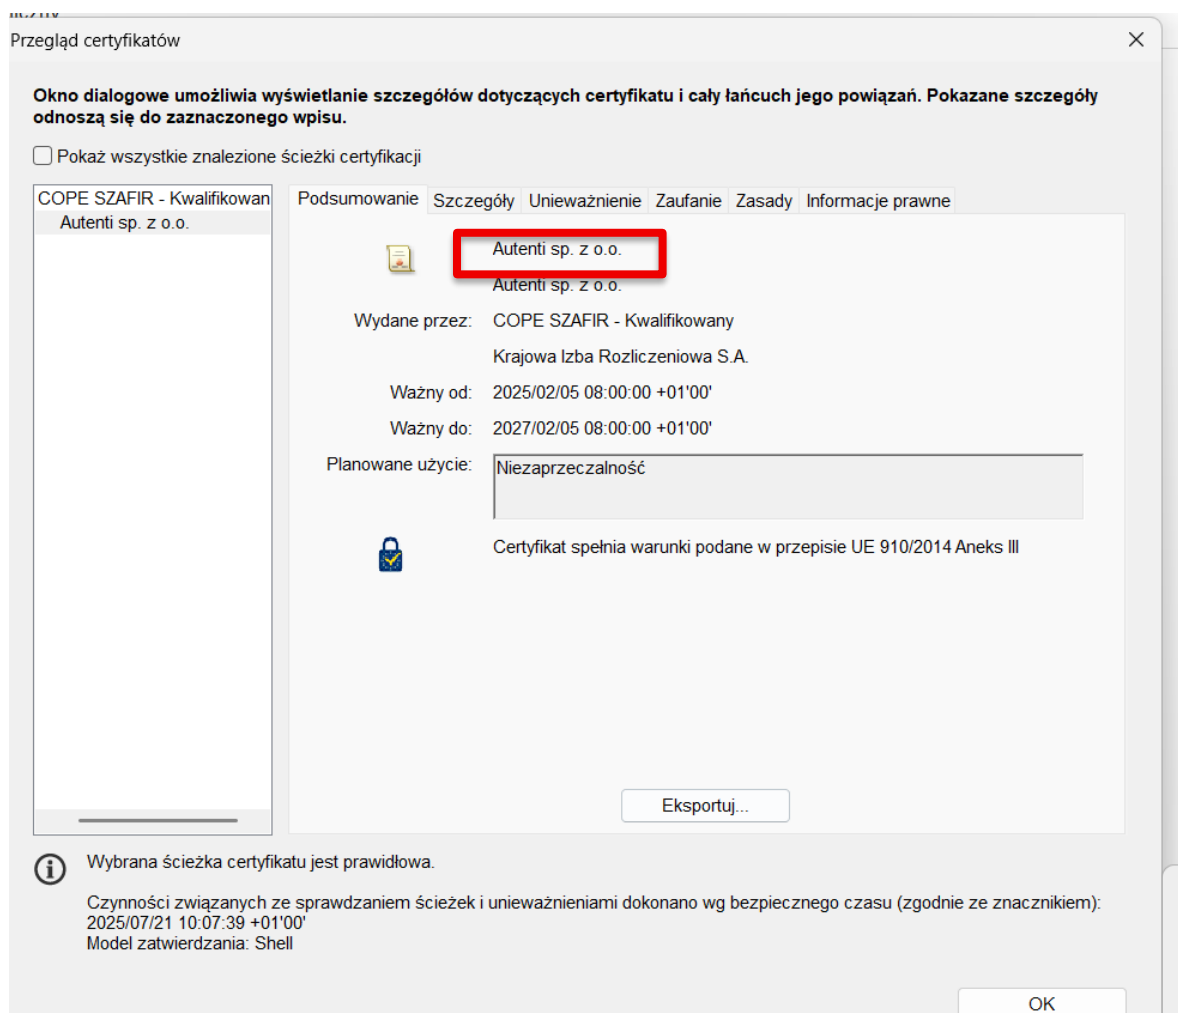 Przegląd certyfikatów
Okno dialogowe umożliwia wyświetlanie szczegółów dotyczących certyfikatu i cały łańcuch jego powiązań. Pokazane szczegóły
odnoszą się do zaznaczonego wpisu.
Pokaż wszystkie znalezione ścieżki certyfikacji
COPE SZAFIR - Kwalifikowan
Autenti sp. z o.o.
Podsumowanie Szczegóły Unieważnienie Zaufanie Zasady Informacje prawne
Autenti sp. z o.o.
Autenti sp. z o.o.
Wydane przez: COPE SZAFIR - Kwalifikowany
Krajowa Izba Rozliczeniowa S.A.
Ważny od: 2025/02/05 08:00:00 +01'00'
Ważny do: 2027/02/05 08:00:00 +01'00'
Planowane użycie: Niezaprzeczalność
Certyfikat spełnia warunki podane w przepisie UE 910/2014 Aneks III
Eksportuj...
Wybrana ścieżka certyfikatu jest prawidłowa.
Czynności związanych ze sprawdzaniem ścieżek i unieważnieniami dokonano wg bezpiecznego czasu (zgodnie ze znacznikiem):
2025/07/21 10:07:39 +01'00'
Model zatwierdzania: Shell
OK